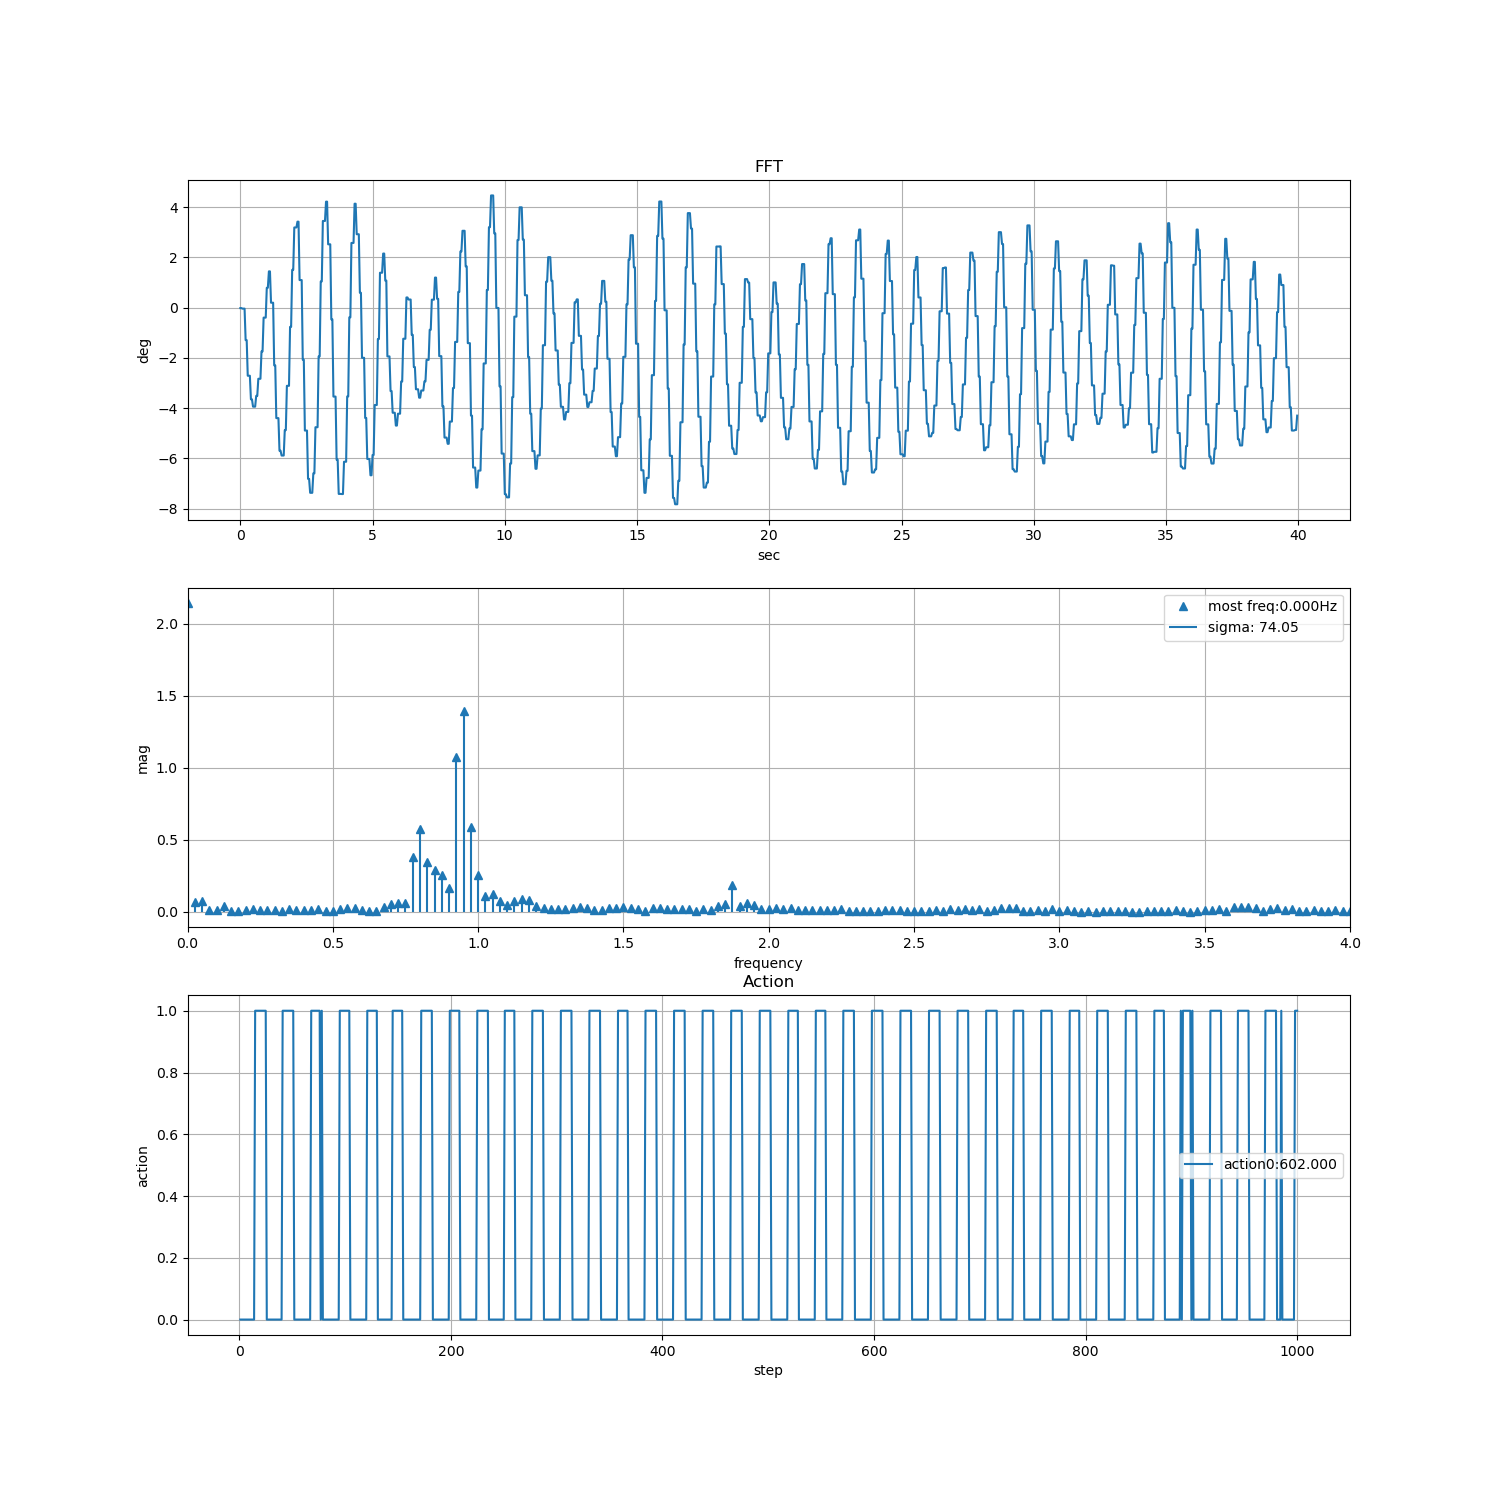 FFT
4
2
0
−2
−4
−6
−8
deg
0 5 10 15 20 25 30 35 40
sec
2.0
1.5
1.0
0.5
0.0
mag
most freq:0.000Hz
sigma: 74.05
0.0 0.5 1.0 1.5 2.0 2.5 3.0 3.5 4.0
frequency
Action
1.0
0.8
0.6
0.4
0.2
0.0
action
action0:602.000
0 200 400 600 800 1000
step